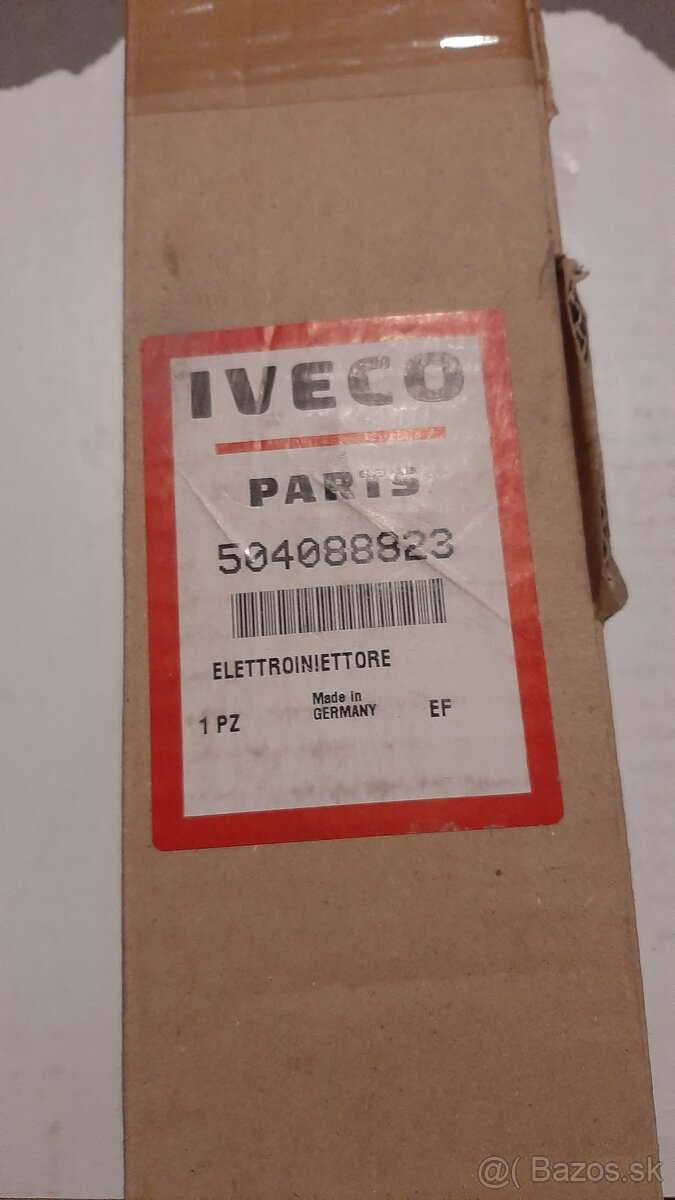 IVECO
PARTS
504088823
ELETTROINIETTORE
1 PZ Made in GERMANY EF
@( Bazos.sk